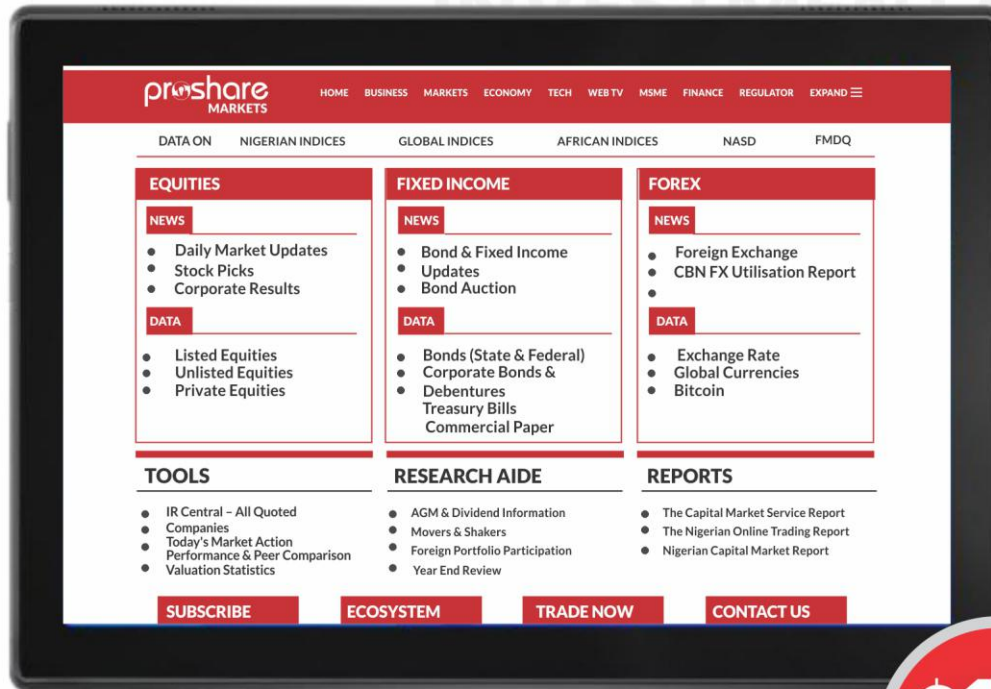 proshare
MARKETS
HOME BUSINESS MARKETS ECONOMY TECH WEB TV MSME FINANCE REGULATOR EXPAND
DATA ON NIGERIAN INDICES GLOBAL INDICES AFRICAN INDICES NASD FMDQ
EQUITIES
NEWS
Daily Market Updates
Stock Picks
Corporate Results
DATA
Listed Equities
Unlisted Equities
Private Equities
FIXED INCOME
NEWS
Bond & Fixed Income
Updates
Bond Auction
DATA
Bonds (State & Federal)
Corporate Bonds &
Debentures
Treasury Bills
Commercial Paper
FOREX
NEWS
Foreign Exchange
CBN FX Utilisation Report
DATA
Exchange Rate
Global Currencies
Bitcoin
TOOLS
IR Central – All Quoted
Companies
Today's Market Action
Performance & Peer Comparison
Valuation Statistics
RESEARCH AIDE
AGM & Dividend Information
Movers & Shakers
Foreign Portfolio Participation
Year End Review
REPORTS
The Capital Market Service Report
The Nigerian Online Trading Report
Nigerian Capital Market Report
SUBSCRIBE ECOSYSTEM TRADE NOW CONTACT US